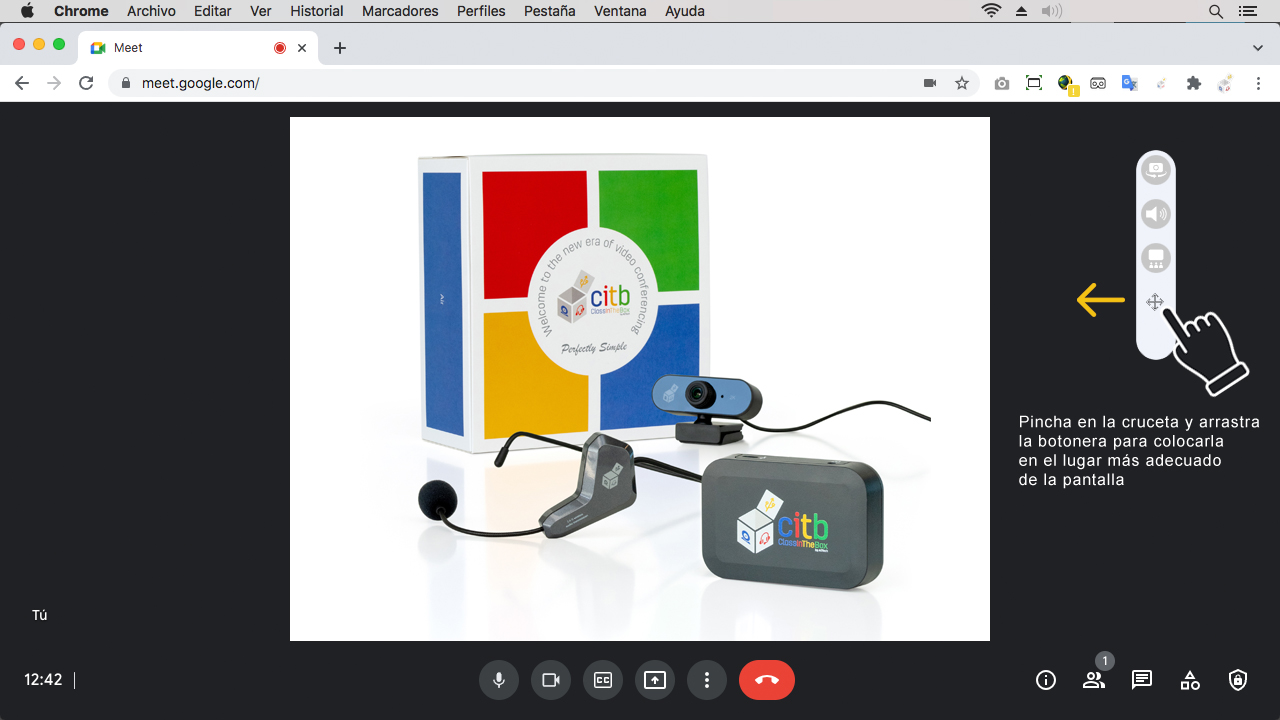 Chrome Archivo Editar Ver Historial Marcadores Perfiles Pestaña Ventana Ayuda
Meet
meet.google.com/
Welcome to the new era of video conferencing
citb
ClassInTheBox
Perfectly Simple
Air
citb
ClassInTheBox
Pincha en la cruceta y arrastra
la botonera para colocarla
en el lugar más adecuado
de la pantalla
Tú
12:42
CC
1